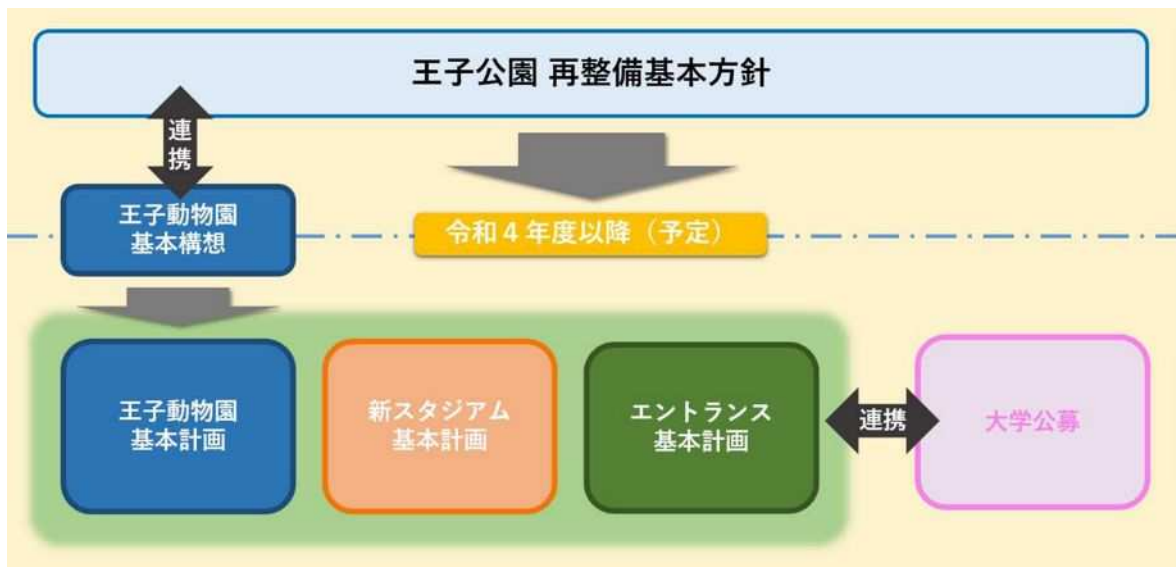 王子公園 再整備基本方針
連
携
王子動物園
基本構想
令和4年度以降（予定）
王子動物園
基本計画
新スタジアム
基本計画
エントランス
基本計画
連携
大学公募